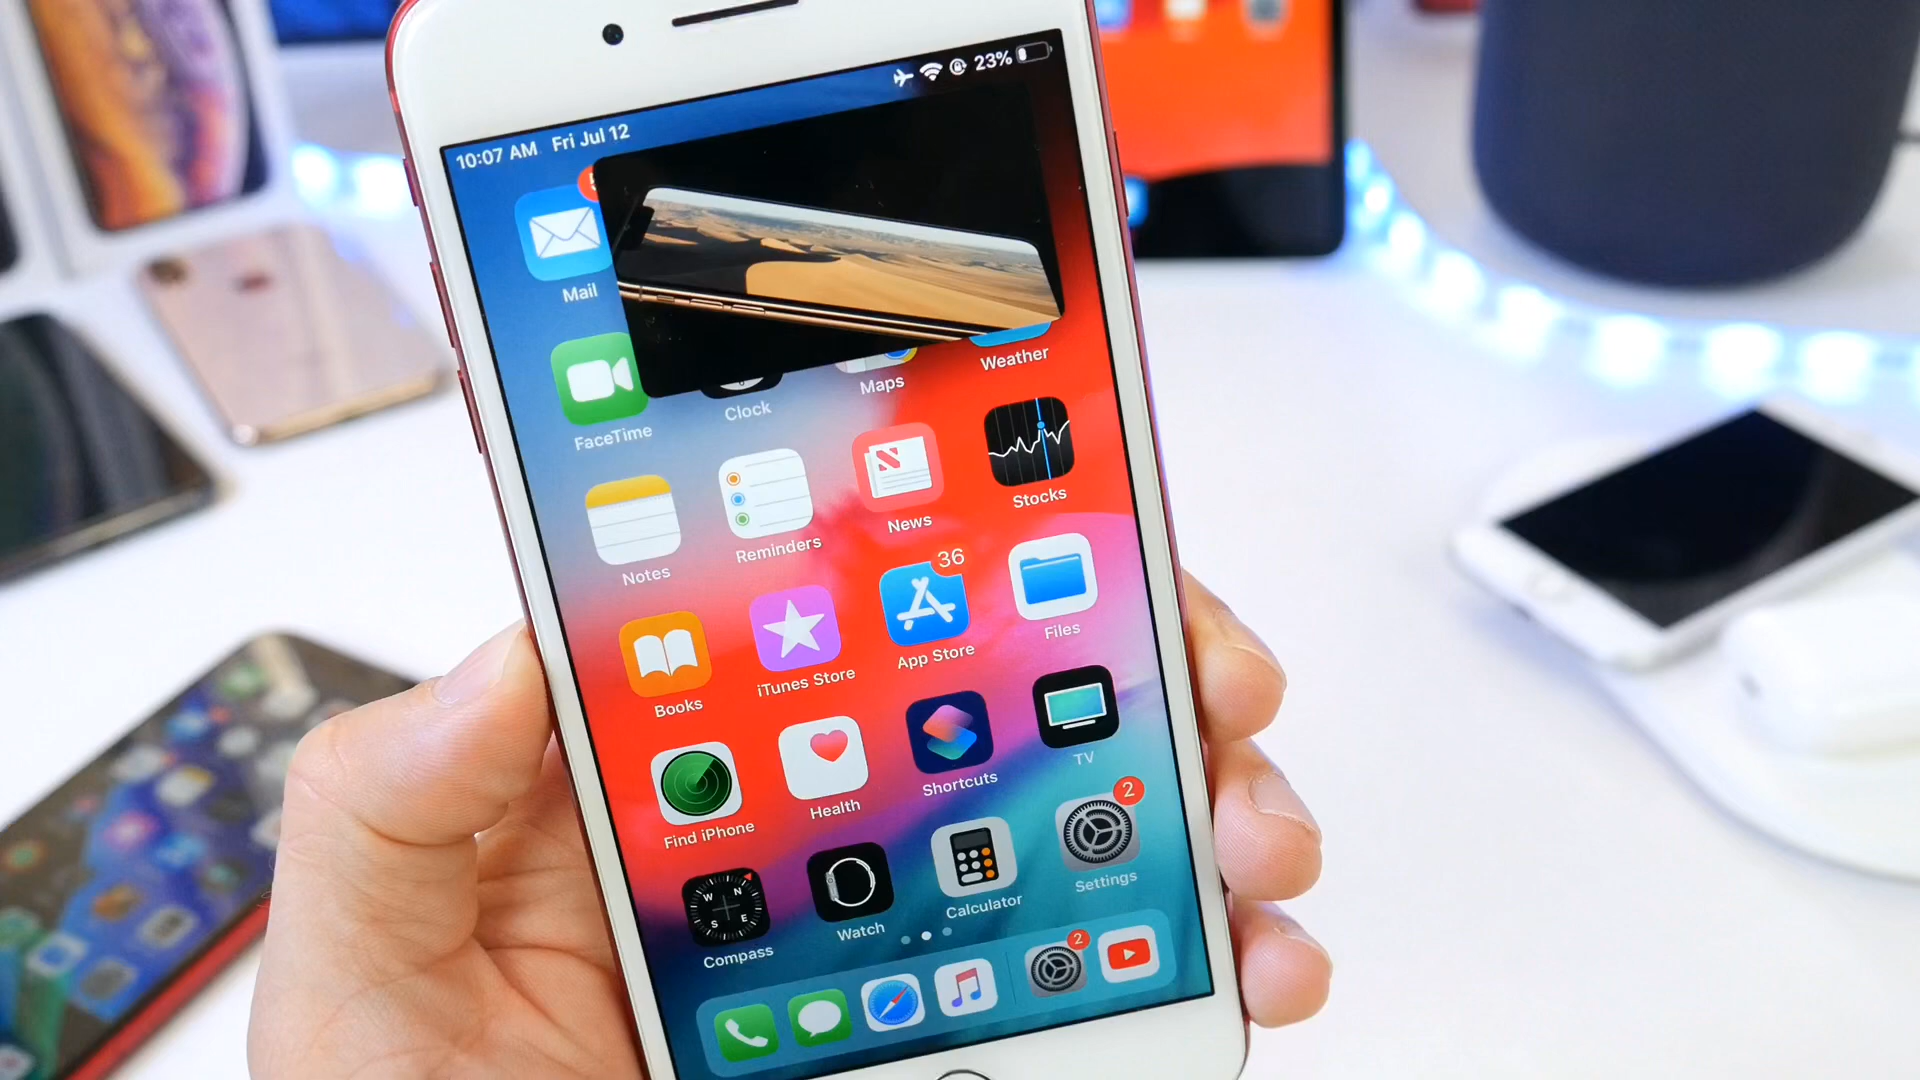 10:07 AM Fri Jul 12
23%
Mail
FaceTime
Clock
Maps
Weather
Notes
Reminders
News
Stocks
Books
iTunes Store
36
App Store
Files
Find iPhone
Health
Shortcuts
TV
W N S E
Compass
Watch
Calculator
2
Settings
2